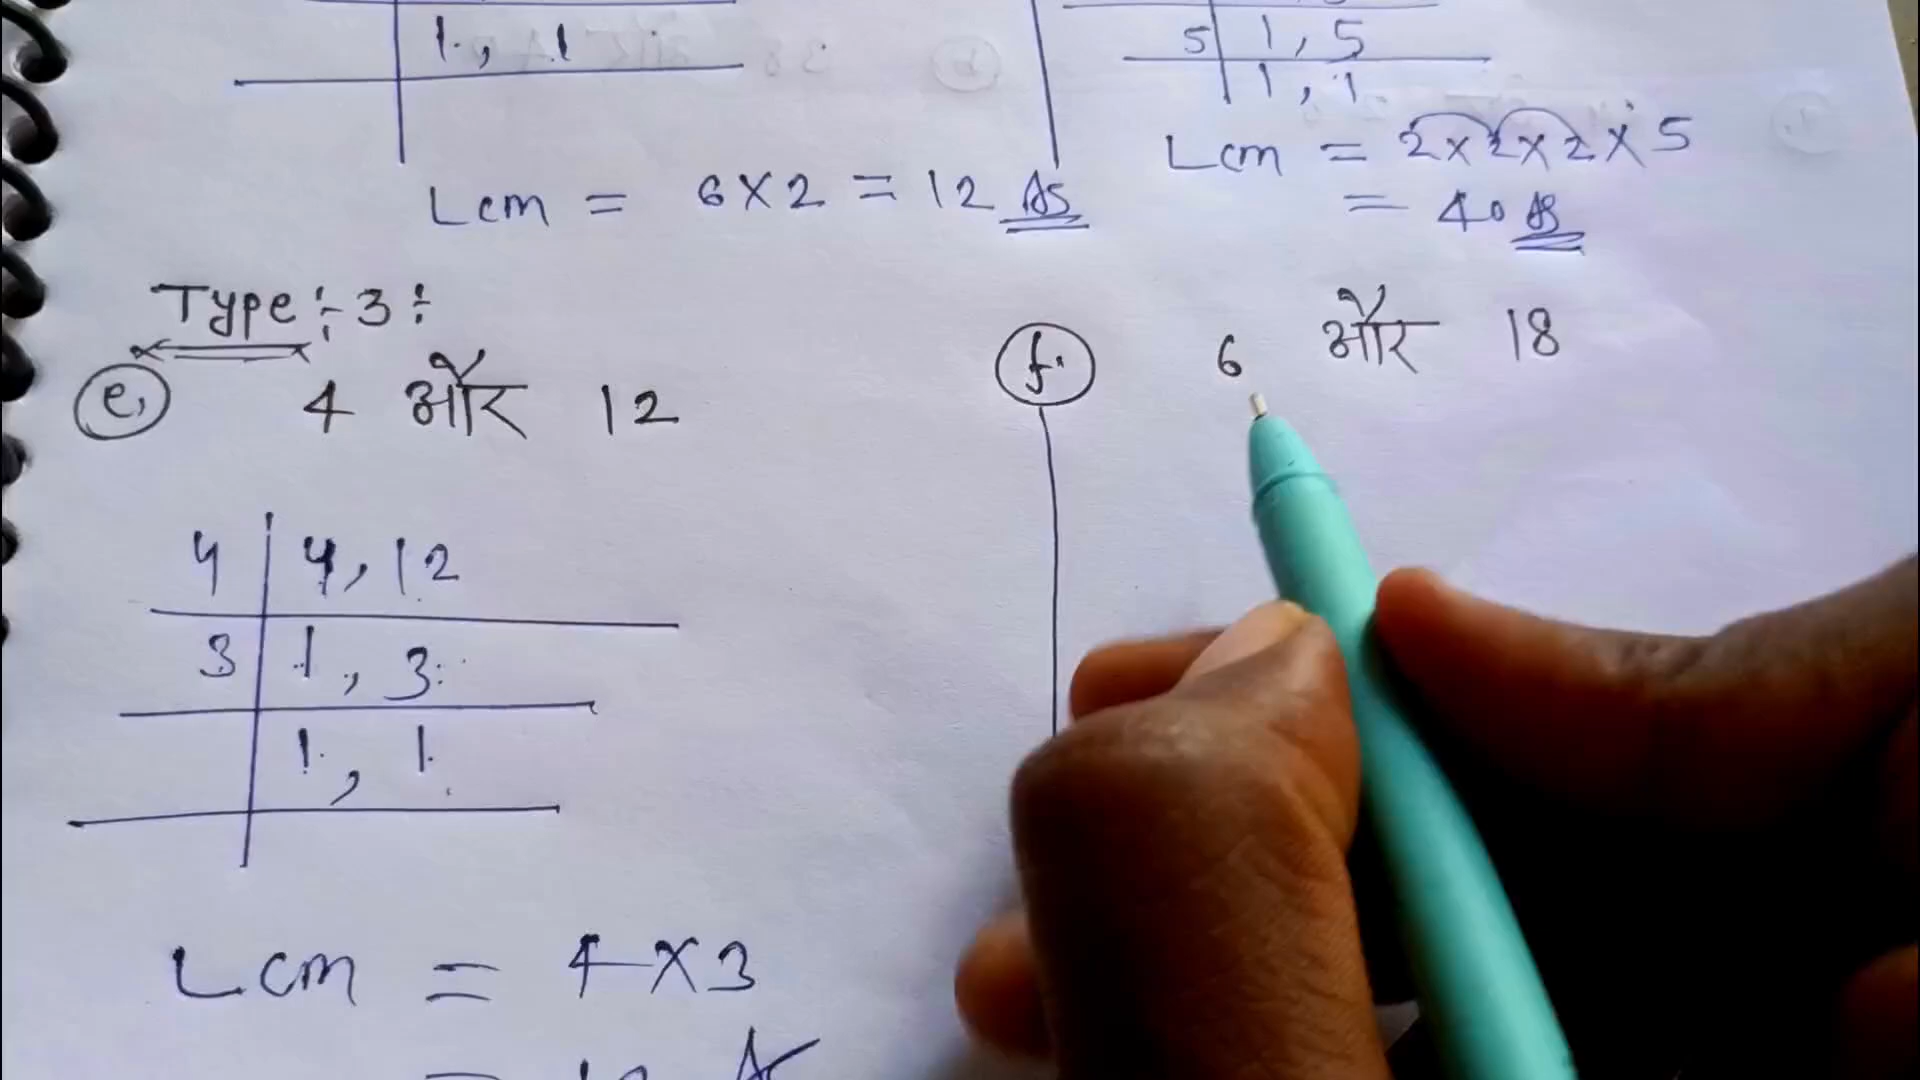 1, 1
Lcm = 6 × 2 = 12 As
5 | 1, 5
1, 1
Lcm = 2 × 2 × 2 × 5
= 40 As
Type ÷ 3 ÷
e. 4 और 12
4 | 4, 12
3 | 1, 3
1, 1
Lcm = 4 × 3
f. 6 और 18